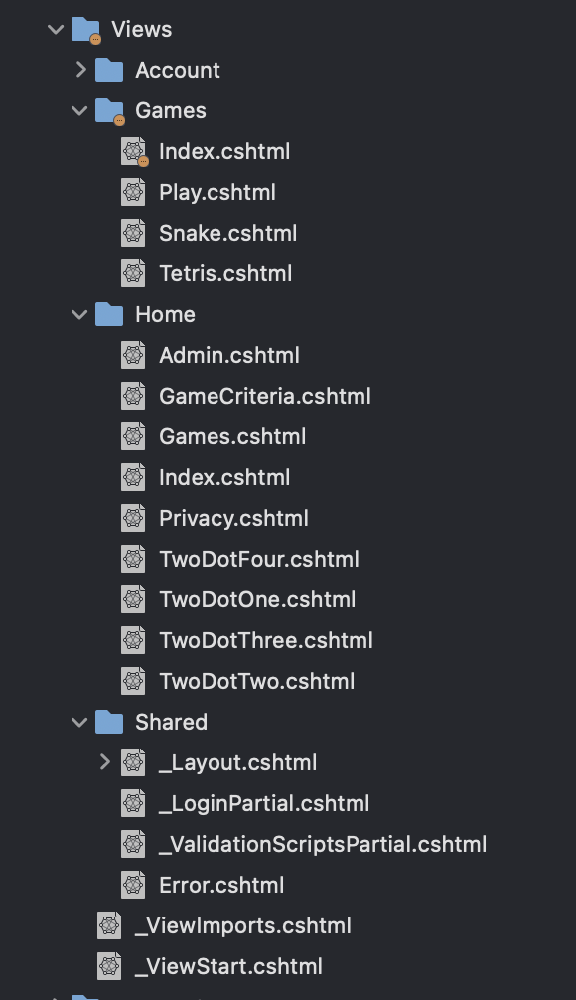 Views
Account
Games
Index.cshtml
Play.cshtml
Snake.cshtml
Tetris.cshtml
Home
Admin.cshtml
GameCriteria.cshtml
Games.cshtml
Index.cshtml
Privacy.cshtml
TwoDotFour.cshtml
TwoDotOne.cshtml
TwoDotThree.cshtml
TwoDotTwo.cshtml
Shared
_Layout.cshtml
_LoginPartial.cshtml
_ValidationScriptsPartial.cshtml
Error.cshtml
_ViewImports.cshtml
_ViewStart.cshtml